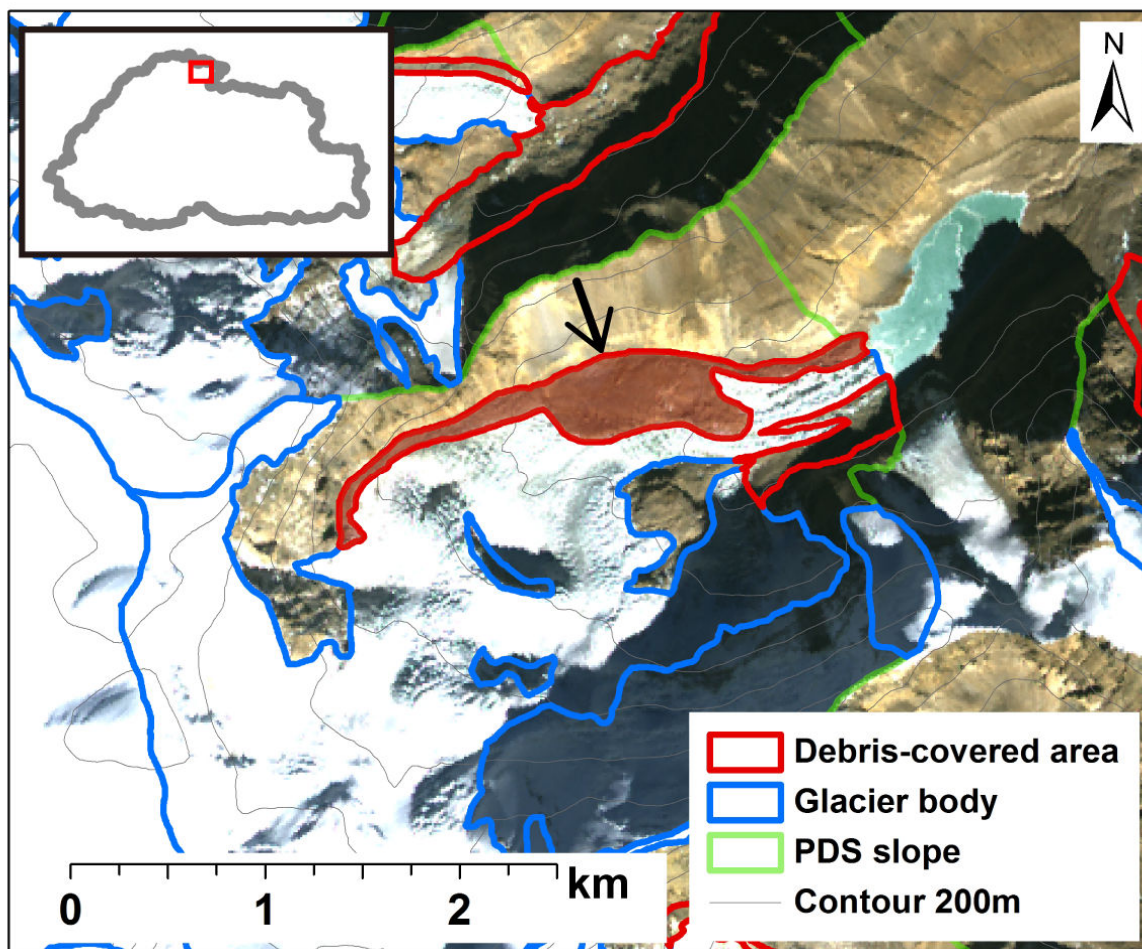 N
Debris-covered area
Glacier body
PDS slope
Contour 200m
km
0 1 2